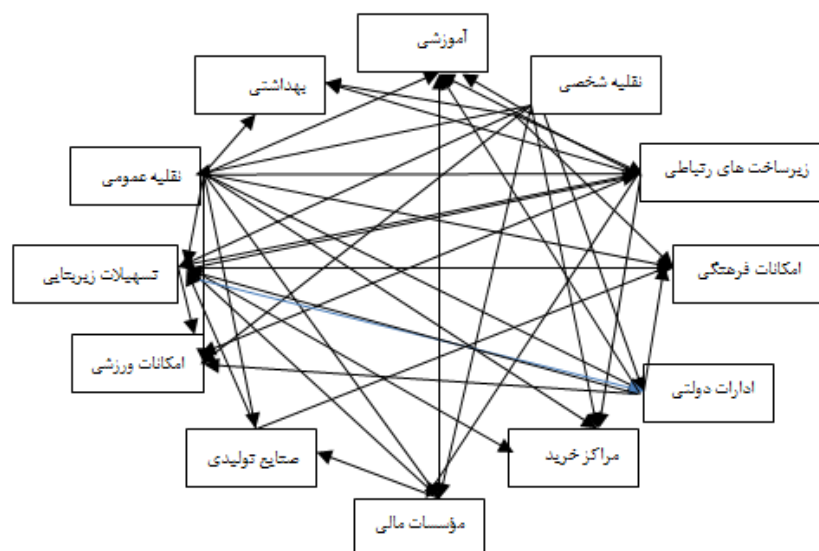 آموزشی
نقلیه شخصی
بهداشتی
زیرساخت های رتباطی
نقلیه عمومی
امکانات فرهنگی
تسهیلات زیربنایی
امکانات ورزشی
ادارات دولتی
صنایع تولیدی
مراکز خرید
مؤسسات مالی